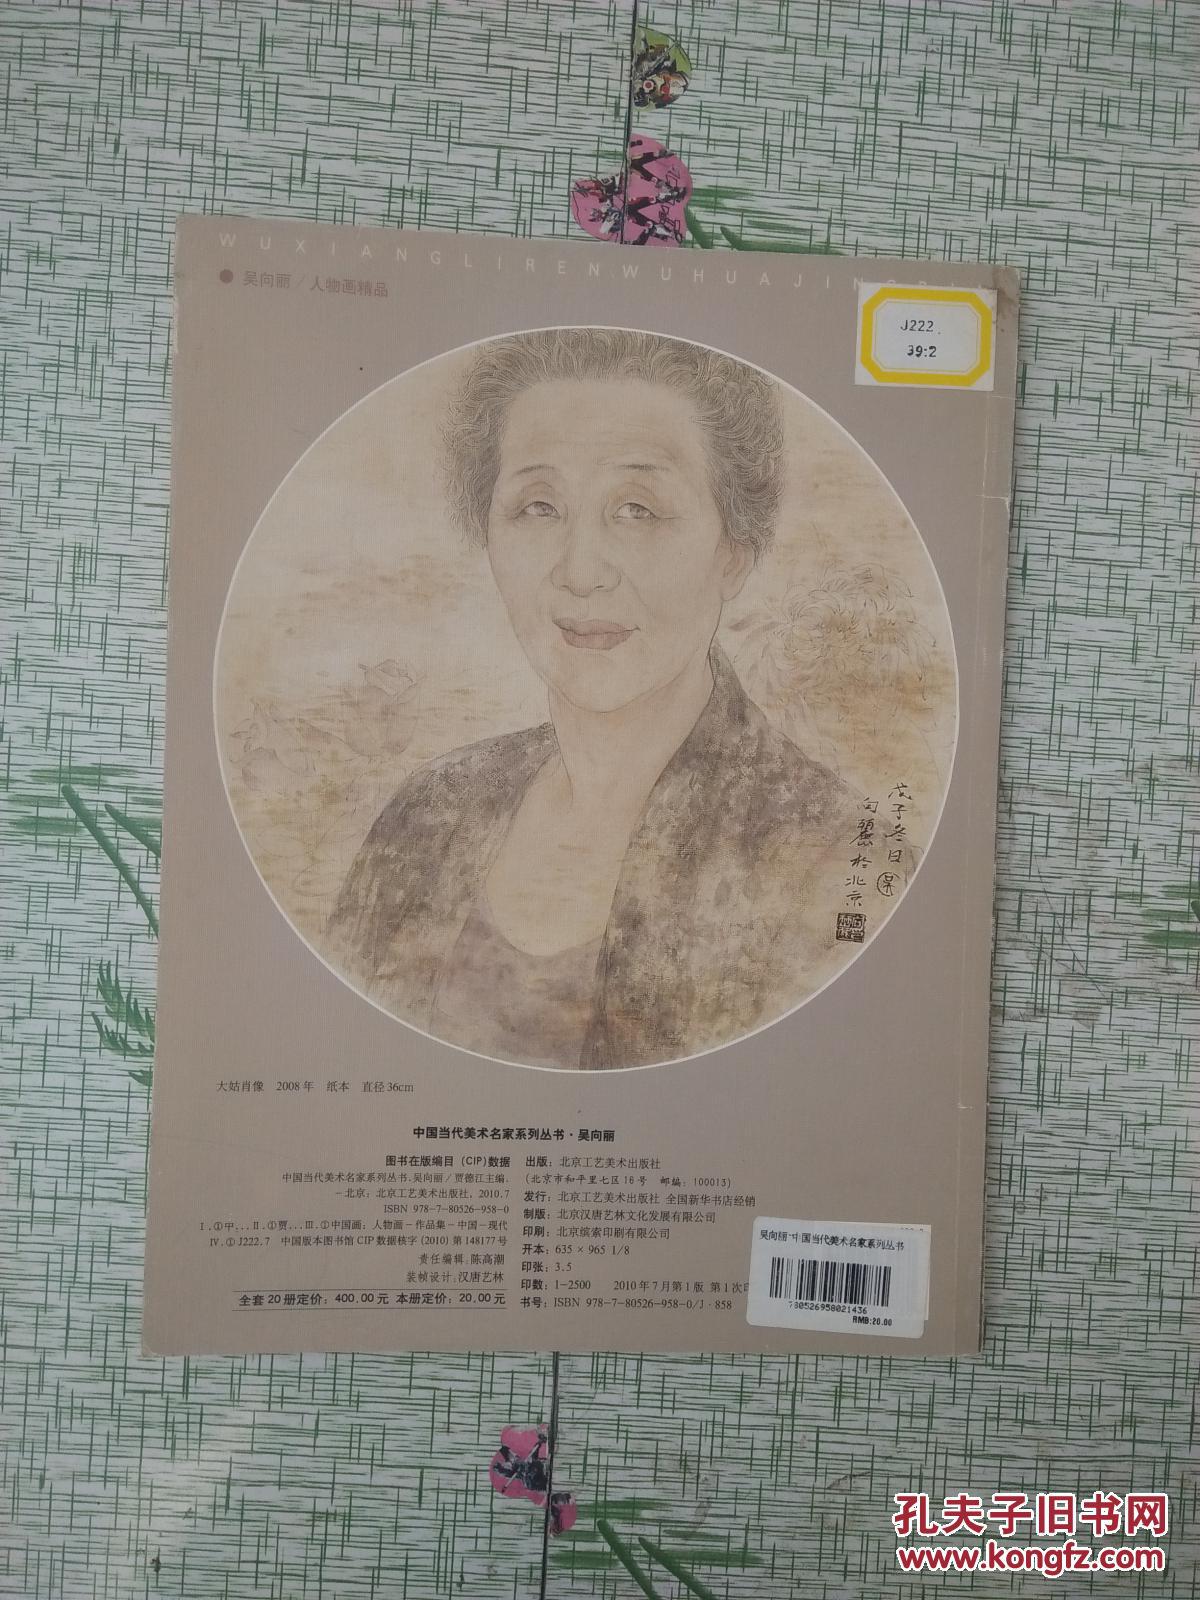 WUXIANGLIRENWUHUAJINGPIN
● 吴向丽 / 人物画精品
J222.
39:2
戊子冬日 吴
向丽於北京
大姑肖像 2008年 纸本 直径36cm
中国当代美术名家系列丛书·吴向丽
图书在版编目(CIP)数据
中国当代美术名家系列丛书.吴向丽/贾德江主编.
-北京:北京工艺美术出版社,2010.7
ISBN 978-7-80526-958-0
Ⅰ.①中...Ⅱ.①贾...Ⅲ.①中国画:人物画-作品集-中国-现代
Ⅳ.①J222.7 中国版本图书馆CIP数据核字(2010)第148177号
责任编辑:陈高潮
装帧设计:汉唐艺林
全套20册定价:400.00元 本册定价:20.00元
出版:北京工艺美术出版社
(北京市和平里七区16号 邮编:100013)
发行:北京工艺美术出版社 全国新华书店经销
制版:北京汉唐艺林文化发展有限公司
印刷:北京缤索印刷有限公司
开本:635×965 1/8
印张:3.5
印数:1-2500 2010年7月第1版 第1次印
书号:ISBN 978-7-80526-958-0/J·858
吴向丽-中国当代美术名家系列丛书
780526958021436
RMB:20.00
孔夫子旧书网
www.kongfz.com